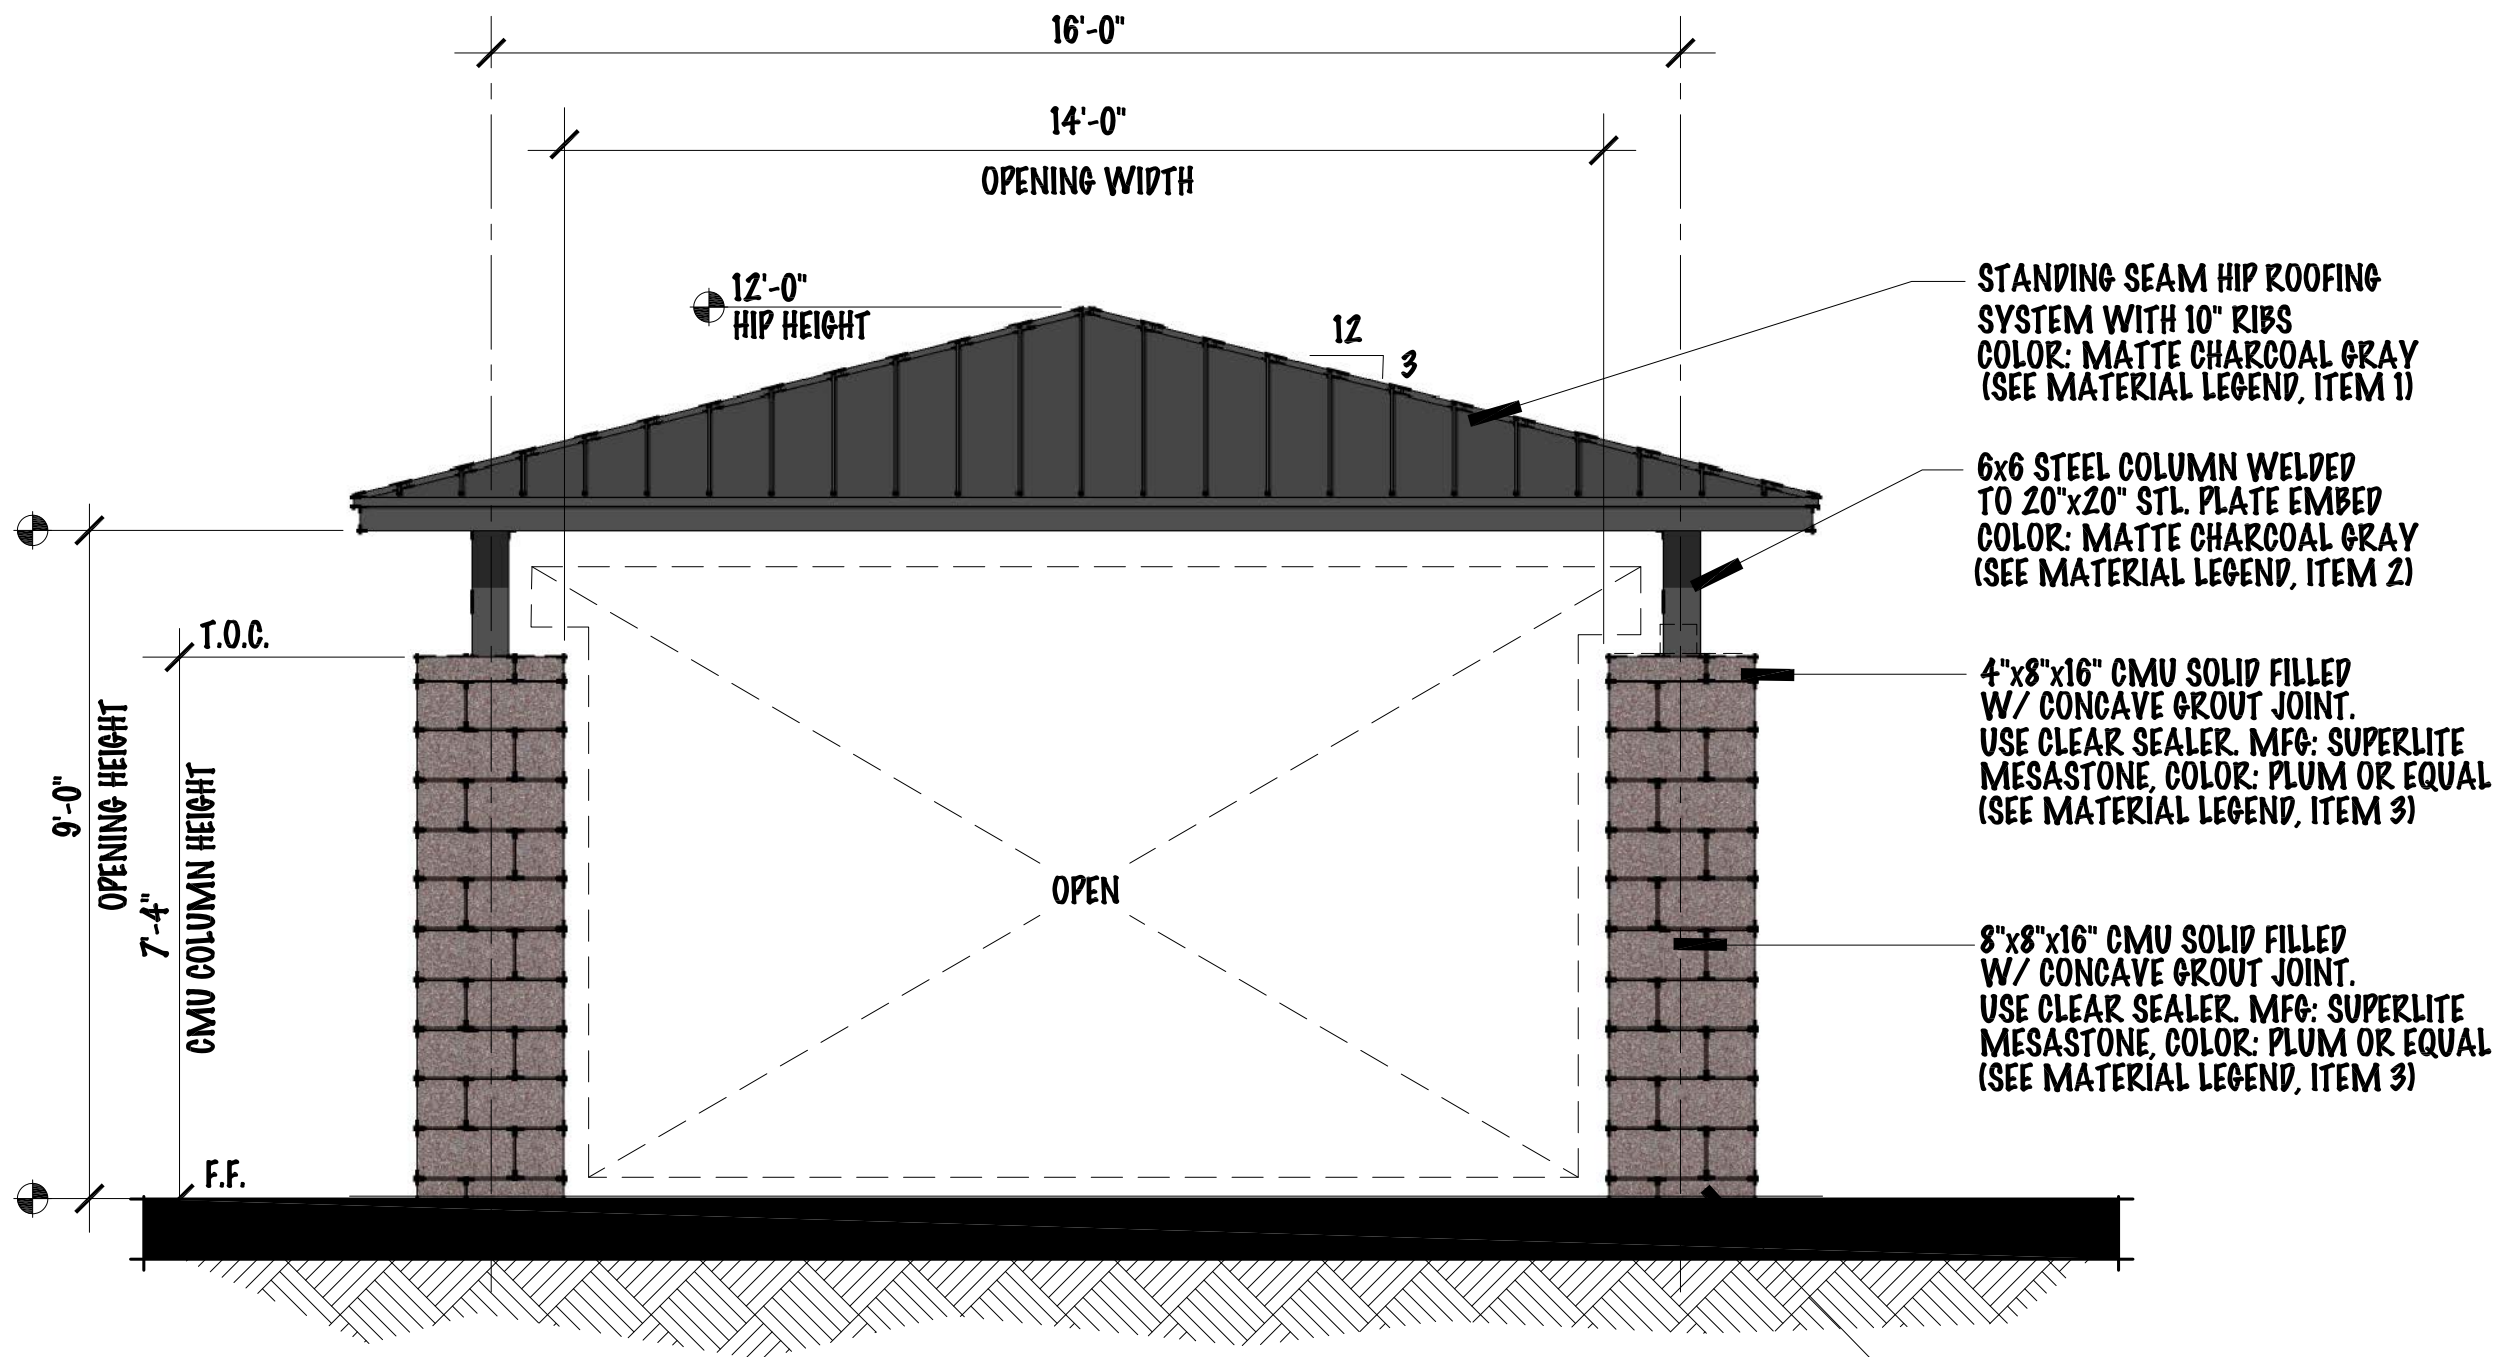 16'-0"
14'-0"
OPENING WIDTH
12'-0"
HIP HEIGHT
12
3
STANDING SEAM HIP ROOFING
SYSTEM WITH 10" RIBS
COLOR: MATTE CHARCOAL GRAY
(SEE MATERIAL LEGEND, ITEM 1)
6x6 STEEL COLUMN WELDED
TO 20"x20" STL. PLATE EMBED
COLOR: MATTE CHARCOAL GRAY
(SEE MATERIAL LEGEND, ITEM 2)
T.O.C.
4"x8"x16" CMU SOLID FILLED
W/ CONCAVE GROUT JOINT.
USE CLEAR SEALER. MFG: SUPERLITE
MESASTONE, COLOR: PLUM OR EQUAL
(SEE MATERIAL LEGEND, ITEM 3)
9'-0"
OPENING HEIGHT
7'-4"
CMU COLUMN HEIGHT
OPEN
8"x8"x16" CMU SOLID FILLED
W/ CONCAVE GROUT JOINT.
USE CLEAR SEALER. MFG: SUPERLITE
MESASTONE, COLOR: PLUM OR EQUAL
(SEE MATERIAL LEGEND, ITEM 3)
F.F.